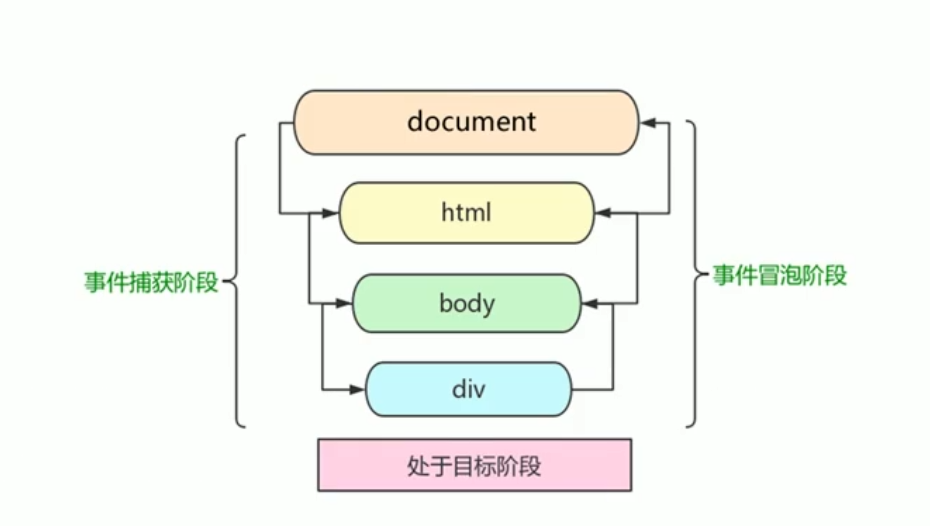 document
html
事件捕获阶段
事件冒泡阶段
body
div
处于目标阶段